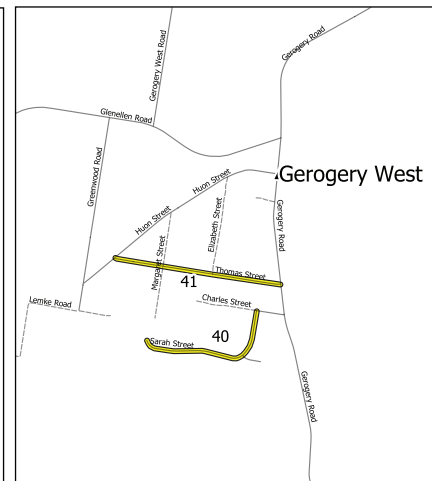 Gerogery Road
Gerogery West Road
Glenellen Road
Greenwood Road
Huon Street
Gerogery West
Huon Street
Elizabeth Street
Gerogery Road
Margaret Street
Thomas Street
41
Lemke Road
Charles Street
40
Sarah Street
Gerogery Road